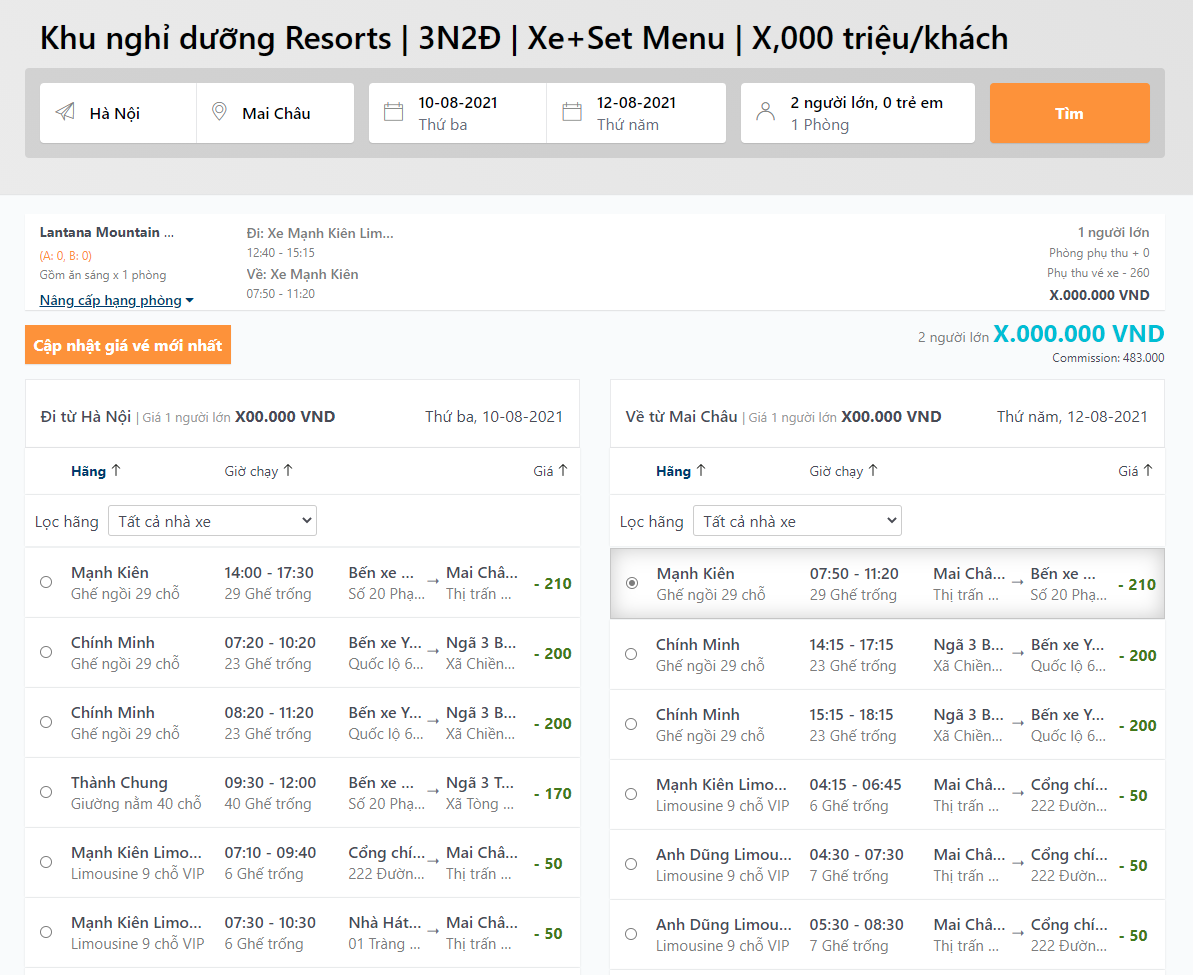 Khu nghỉ dưỡng Resorts | 3N2Đ | Xe+Set Menu | X,000 triệu/khách
Hà Nội
Mai Châu
10-08-2021
Thứ ba
12-08-2021
Thứ năm
2 người lớn, 0 trẻ em
1 Phòng
Tìm
Lantana Mountain ...
(A: 0, B: 0)
Gồm ăn sáng x 1 phòng
Nâng cấp hạng phòng
Đi: Xe Mạnh Kiên Lim...
12:40 - 15:15
Về: Xe Mạnh Kiên
07:50 - 11:20
1 người lớn
Phòng phụ thu + 0
Phụ thu vé xe - 260
X.000.000 VND
Cập nhật giá vé mới nhất
2 người lớn X.000.000 VND
Commission: 483.000
Đi từ Hà Nội | Giá 1 người lớn X00.000 VND Thứ ba, 10-08-2021
Hãng ↑ Giờ chạy ↑ Giá ↑
Lọc hãng Tất cả nhà xe
Mạnh Kiên 14:00 - 17:30 Bến xe ... → Mai Châ... - 210
Ghế ngồi 29 chỗ 29 Ghế trống Số 20 Phạ... Thị trấn ...
Chính Minh 07:20 - 10:20 Bến xe Y... → Ngã 3 B... - 200
Ghế ngồi 29 chỗ 23 Ghế trống Quốc lộ 6... Xã Chiền...
Chính Minh 08:20 - 11:20 Bến xe Y... → Ngã 3 B... - 200
Ghế ngồi 29 chỗ 23 Ghế trống Quốc lộ 6... Xã Chiền...
Thành Chung 09:30 - 12:00 Bến xe ... → Ngã 3 T... - 170
Giường nằm 40 chỗ 40 Ghế trống Số 20 Phạ... Xã Tòng ...
Mạnh Kiên Limo... 07:10 - 09:40 Cổng chí... → Mai Châ... - 50
Limousine 9 chỗ VIP 6 Ghế trống 222 Đườn... Thị trấn ...
Mạnh Kiên Limo... 07:30 - 10:30 Nhà Hát... → Mai Châ... - 50
Limousine 9 chỗ VIP 6 Ghế trống 01 Tràng ... Thị trấn ...
Về từ Mai Châu | Giá 1 người lớn X00.000 VND Thứ năm, 12-08-2021
Hãng ↑ Giờ chạy ↑ Giá ↑
Lọc hãng Tất cả nhà xe
Mạnh Kiên 07:50 - 11:20 Mai Châ... → Bến xe ... - 210
Ghế ngồi 29 chỗ 29 Ghế trống Thị trấn ... Số 20 Phạ...
Chính Minh 14:15 - 17:15 Ngã 3 B... → Bến xe Y... - 200
Ghế ngồi 29 chỗ 23 Ghế trống Xã Chiền... Quốc lộ 6...
Chính Minh 15:15 - 18:15 Ngã 3 B... → Bến xe Y... - 200
Ghế ngồi 29 chỗ 23 Ghế trống Xã Chiền... Quốc lộ 6...
Mạnh Kiên Limo... 04:15 - 06:45 Mai Châ... → Cổng chí... - 50
Limousine 9 chỗ VIP 6 Ghế trống Thị trấn ... 222 Đườn...
Anh Dũng Limou... 04:30 - 07:30 Mai Châ... → Cổng chí... - 50
Limousine 9 chỗ VIP 7 Ghế trống Thị trấn ... 222 Đườn...
Anh Dũng Limou... 05:30 - 08:30 Mai Châ... → Cổng chí... - 50
Limousine 9 chỗ VIP 7 Ghế trống Thị trấn ... 222 Đườn...